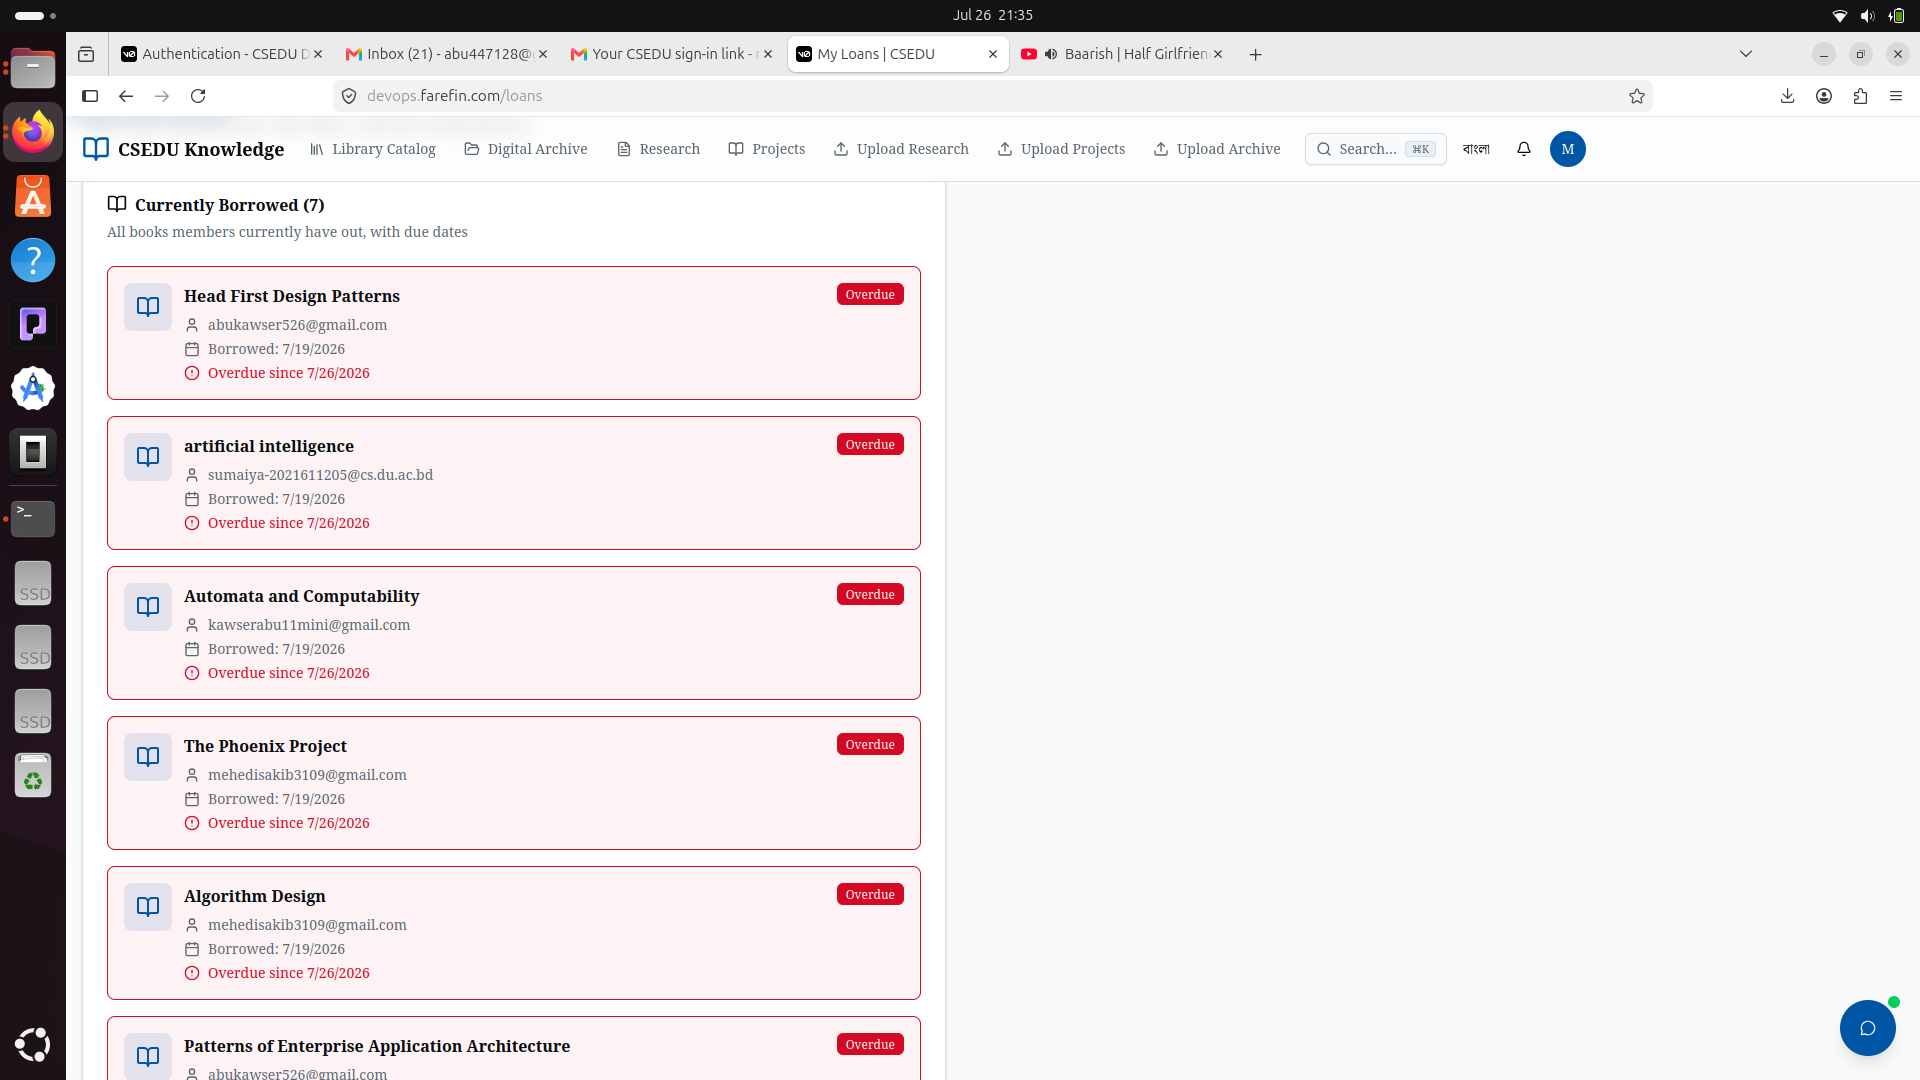 Jul 26 21:35
Authentication - CSEDU D
Inbox (21) - abu447128@g
Your CSEDU sign-in link -
My Loans | CSEDU
Baarish | Half Girlfrien
devops.farefin.com/loans
CSEDU Knowledge
Library Catalog
Digital Archive
Research
Projects
Upload Research
Upload Projects
Upload Archive
Search... ⌘K
বাংলা
M
Currently Borrowed (7)
All books members currently have out, with due dates
Head First Design Patterns
Overdue
abukawser526@gmail.com
Borrowed: 7/19/2026
Overdue since 7/26/2026
artificial intelligence
Overdue
sumaiya-2021611205@cs.du.ac.bd
Borrowed: 7/19/2026
Overdue since 7/26/2026
Automata and Computability
Overdue
kawserabu11mini@gmail.com
Borrowed: 7/19/2026
Overdue since 7/26/2026
The Phoenix Project
Overdue
mehedisakib3109@gmail.com
Borrowed: 7/19/2026
Overdue since 7/26/2026
Algorithm Design
Overdue
mehedisakib3109@gmail.com
Borrowed: 7/19/2026
Overdue since 7/26/2026
Patterns of Enterprise Application Architecture
Overdue
abukawser526@gmail.com
SSD
SSD
SSD